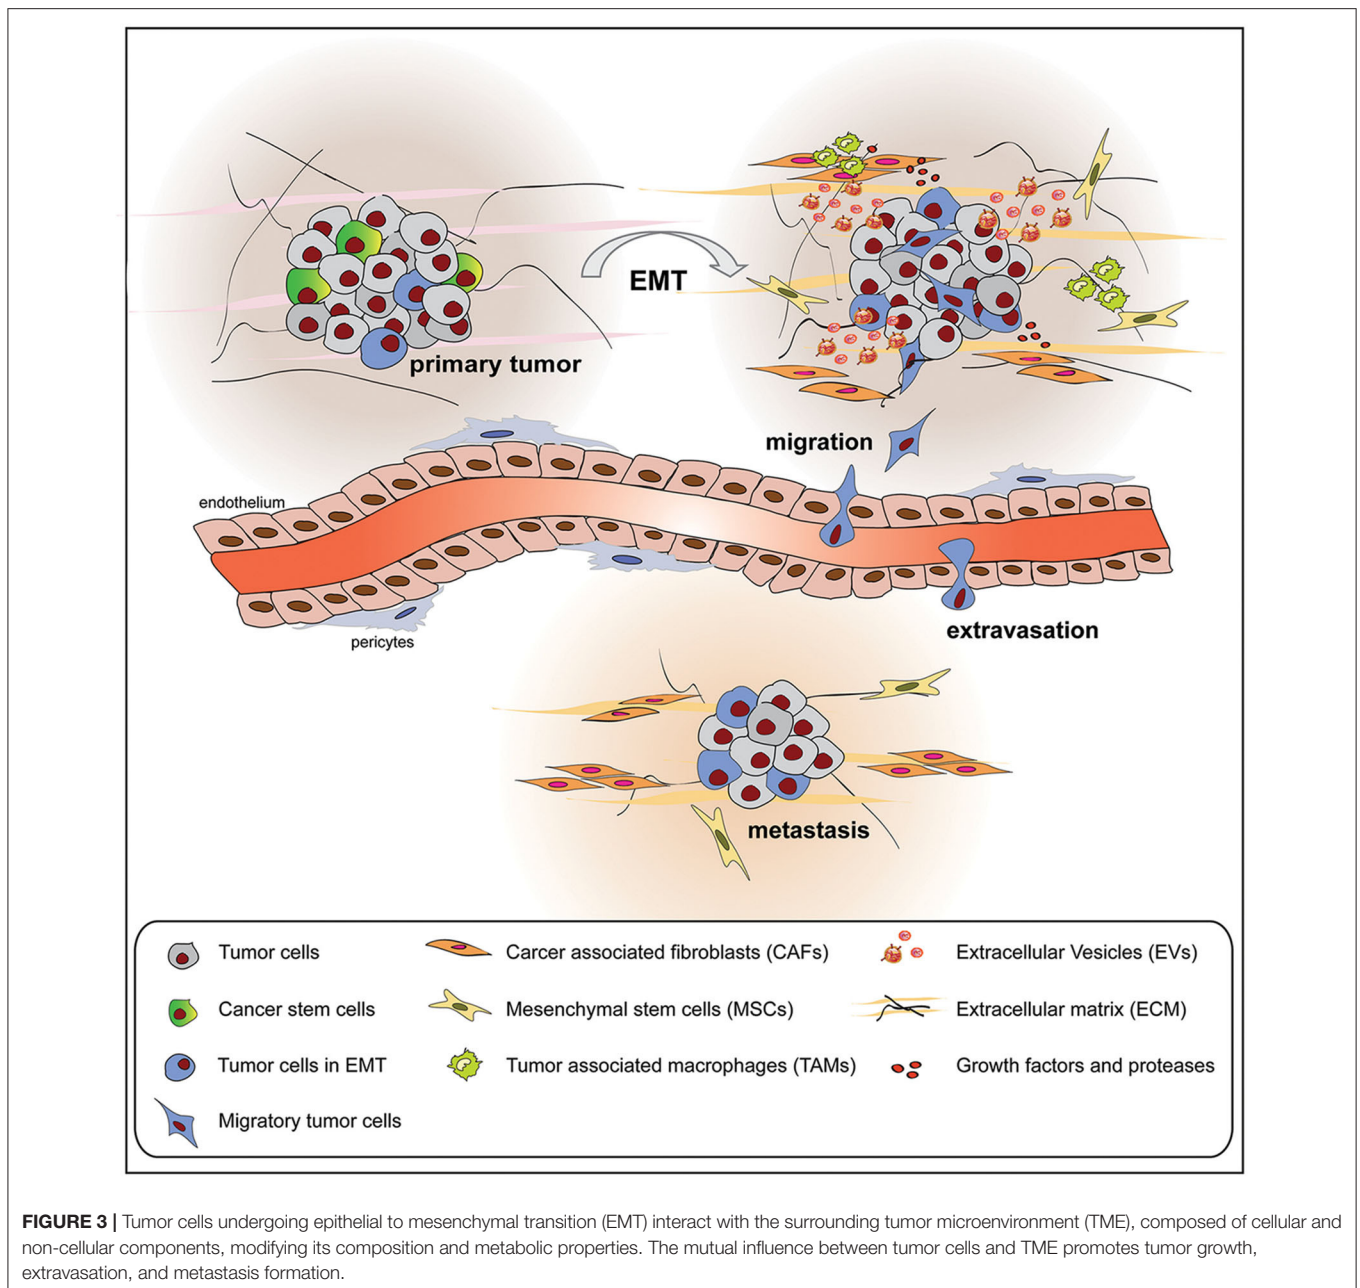 EMT
primary tumor
migration
endothelium
extravasation
pericytes
metastasis
Tumor cells
Carcer associated fibroblasts (CAFs)
Extracellular Vesicles (EVs)
Cancer stem cells
Mesenchymal stem cells (MSCs)
Extracellular matrix (ECM)
Tumor cells in EMT
Tumor associated macrophages (TAMs)
Growth factors and proteases
Migratory tumor cells
FIGURE 3 | Tumor cells undergoing epithelial to mesenchymal transition (EMT) interact with the surrounding tumor microenvironment (TME), composed of cellular and
non-cellular components, modifying its composition and metabolic properties. The mutual influence between tumor cells and TME promotes tumor growth,
extravasation, and metastasis formation.